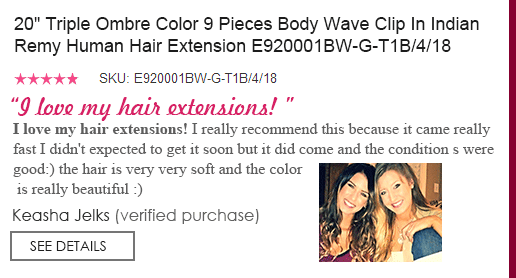 20" Triple Ombre Color 9 Pieces Body Wave Clip In Indian
Remy Human Hair Extension E920001BW-G-T1B/4/18
SKU: E920001BW-G-T1B/4/18
“I love my hair extensions! "
I love my hair extensions! I really recommend this because it came really
fast I didn't expected to get it soon but it did come and the condition s were
good:) the hair is very very soft and the color
is really beautiful :)
Keasha Jelks (verified purchase)
SEE DETAILS